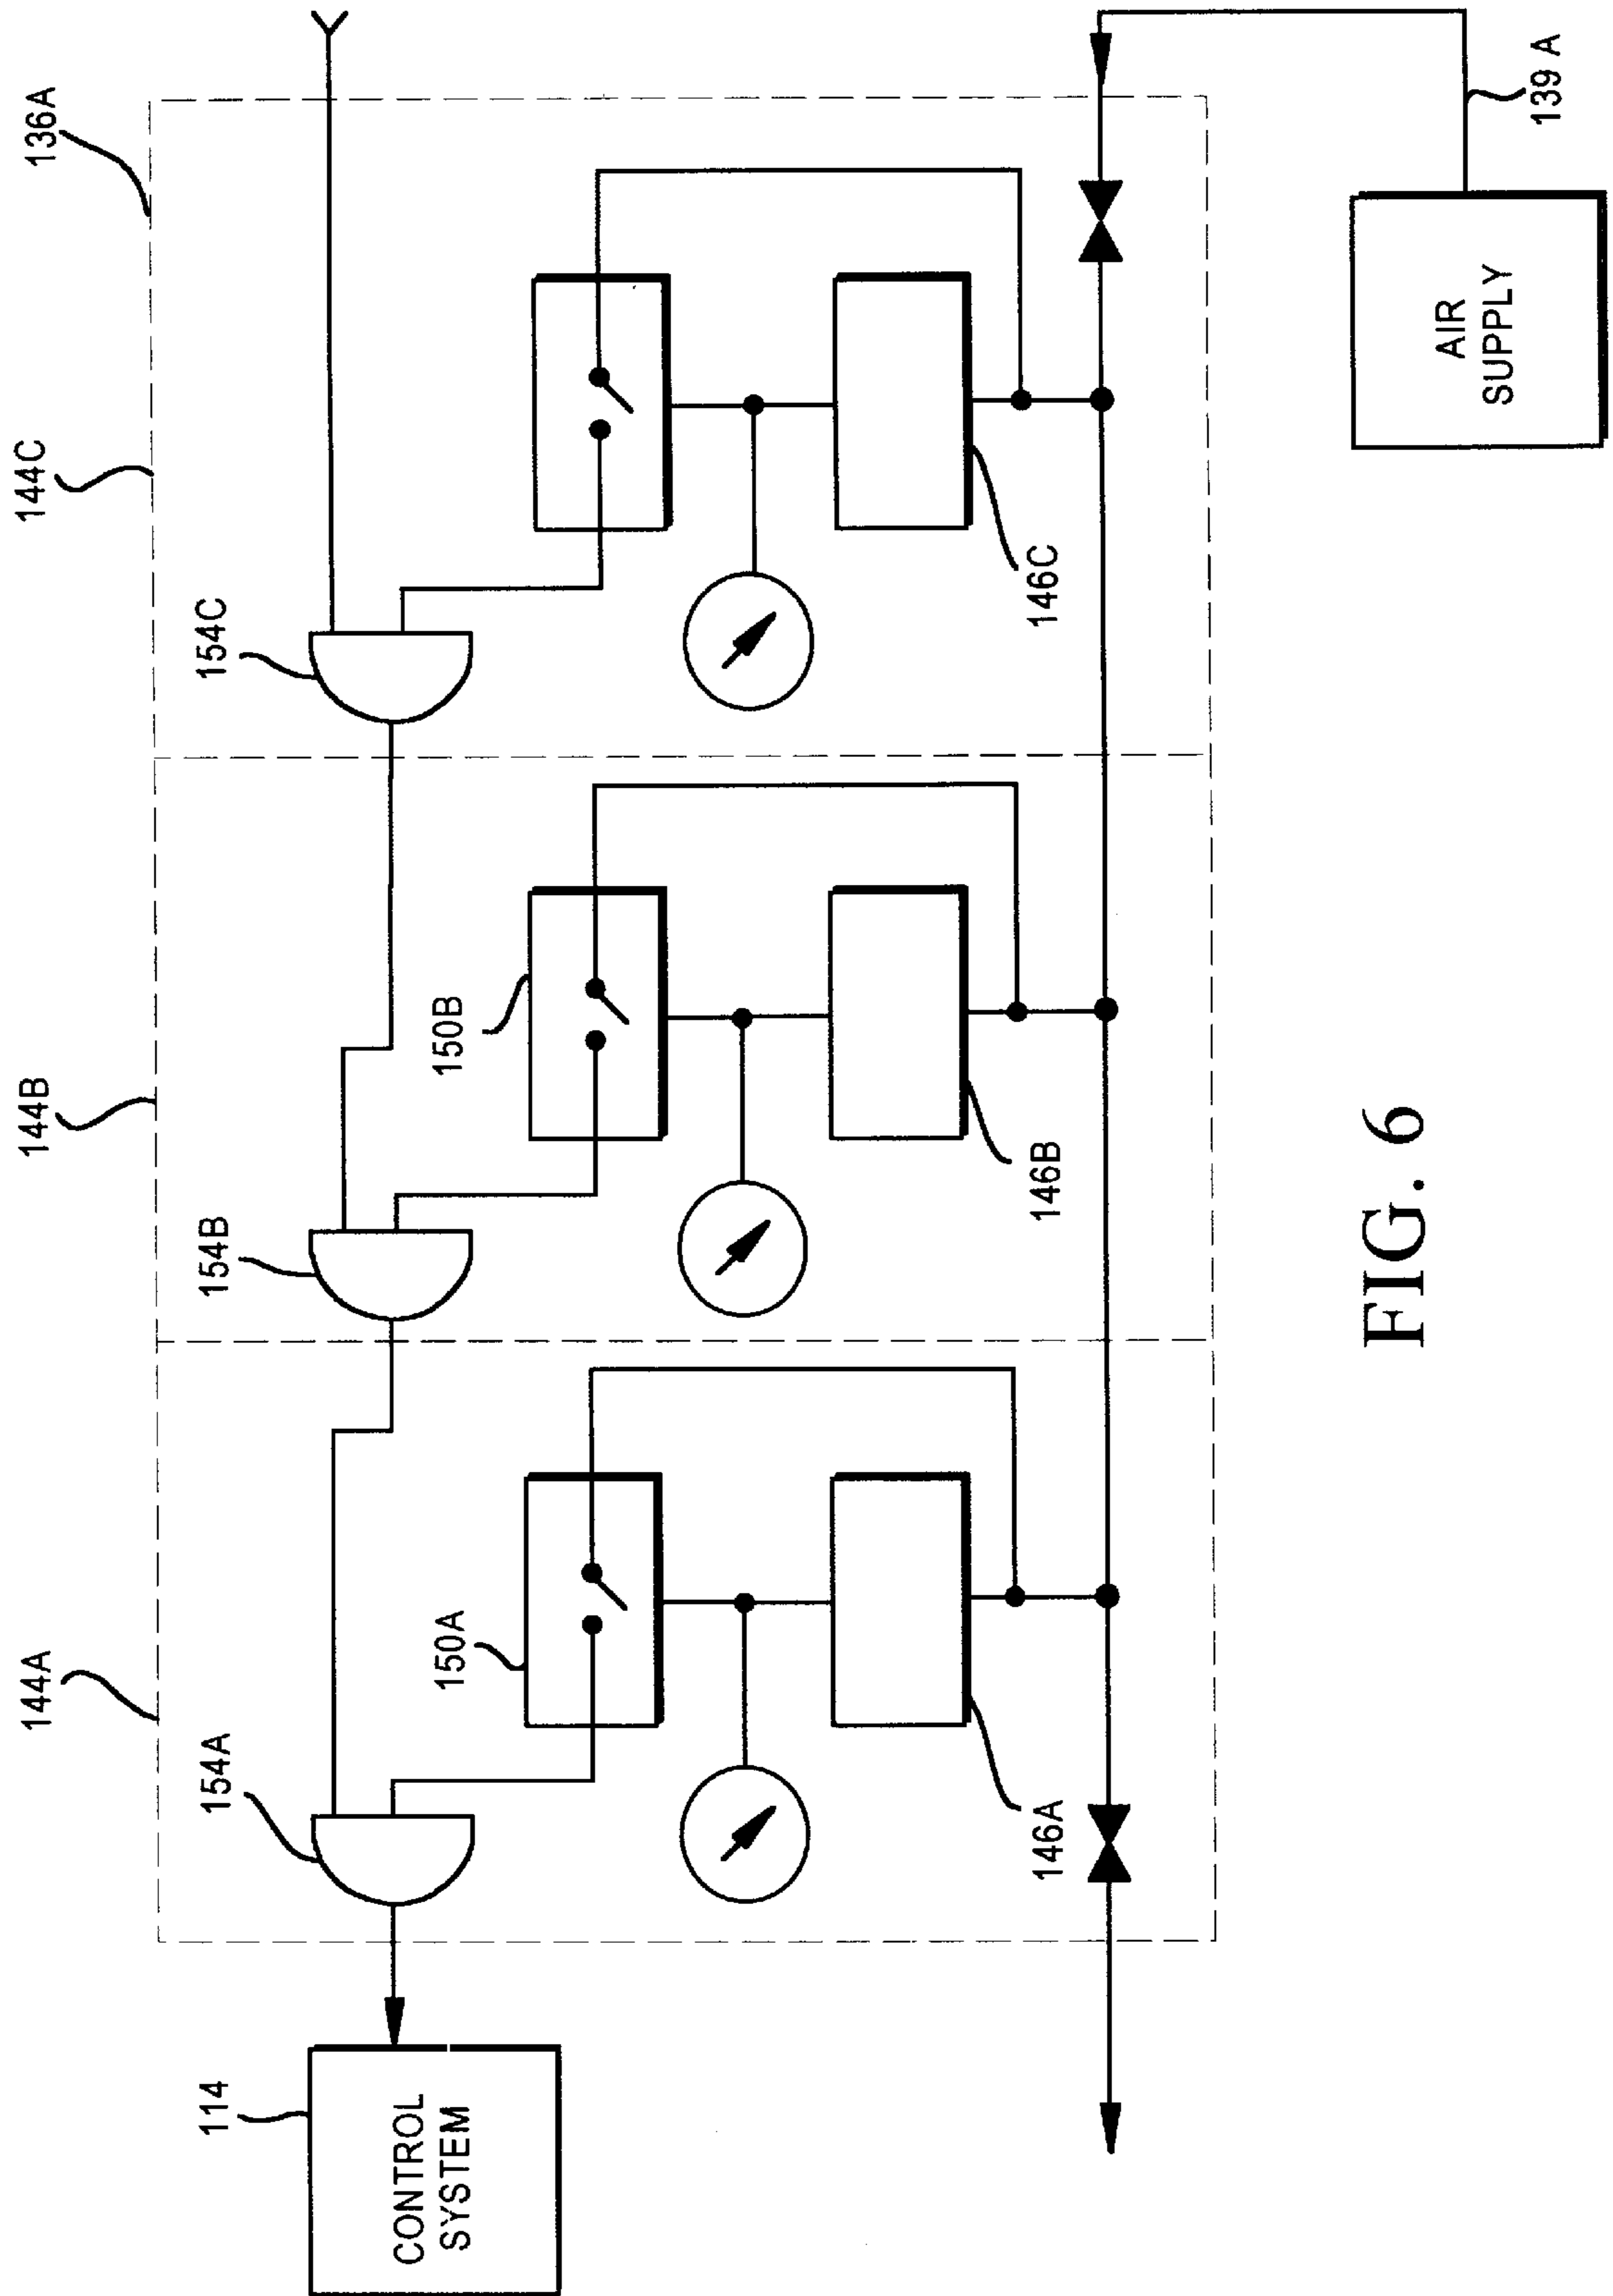 136A
144C
144B
144A
154C
154B
154A
150B
150A
146C
146B
146A
114
CONTROL
SYSTEM
AIR
SUPPLY
139 A
FIG. 6